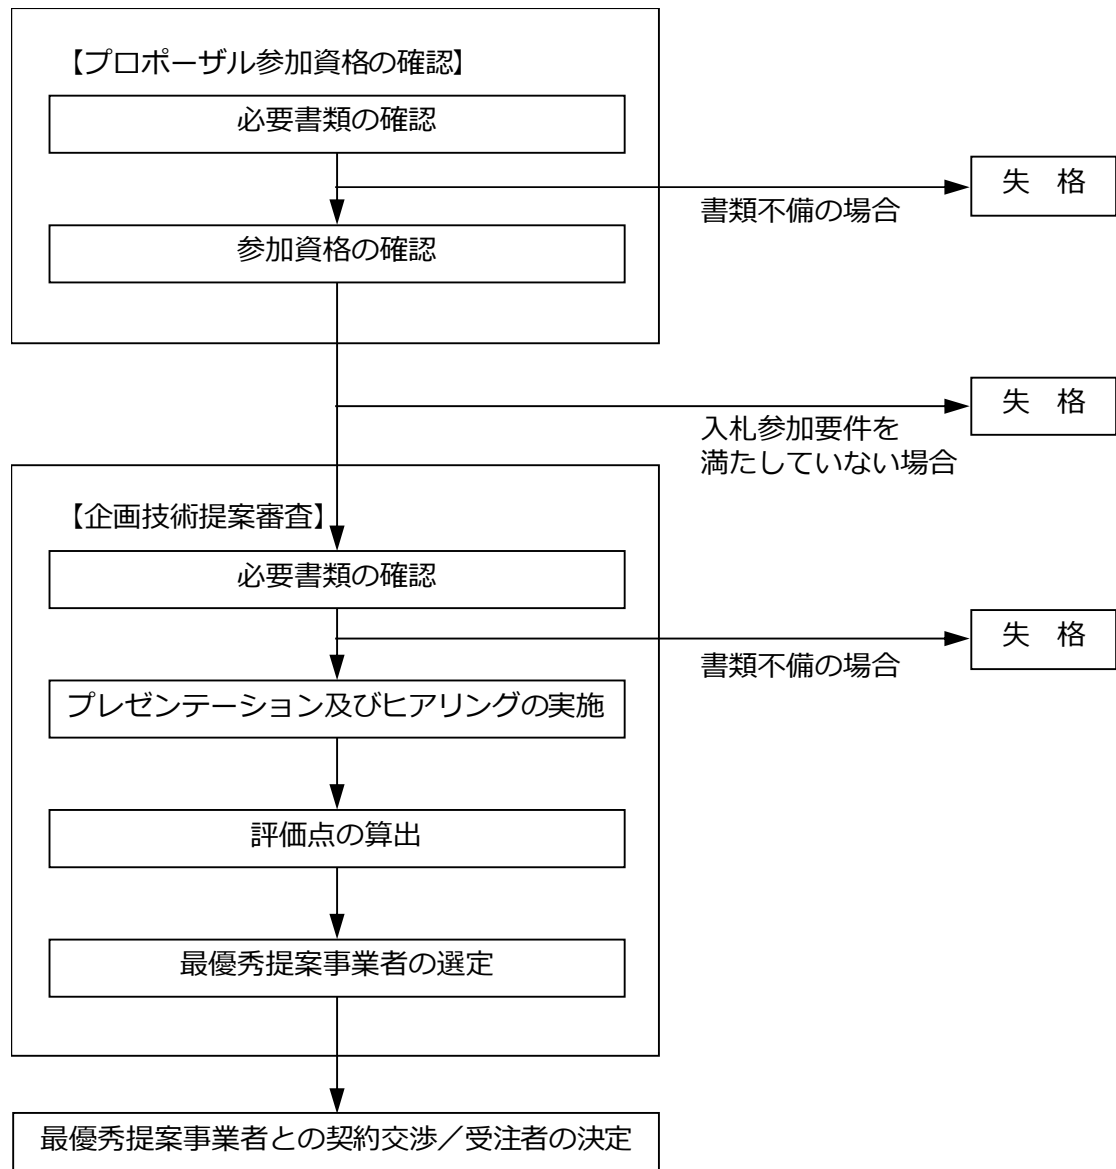 【プロポーザル参加資格の確認】
必要書類の確認
失　格
書類不備の場合
参加資格の確認
失　格
入札参加要件を
満たしていない場合
【企画技術提案審査】
必要書類の確認
失　格
書類不備の場合
プレゼンテーション及びヒアリングの実施
評価点の算出
最優秀提案事業者の選定
最優秀提案事業者との契約交渉／受注者の決定